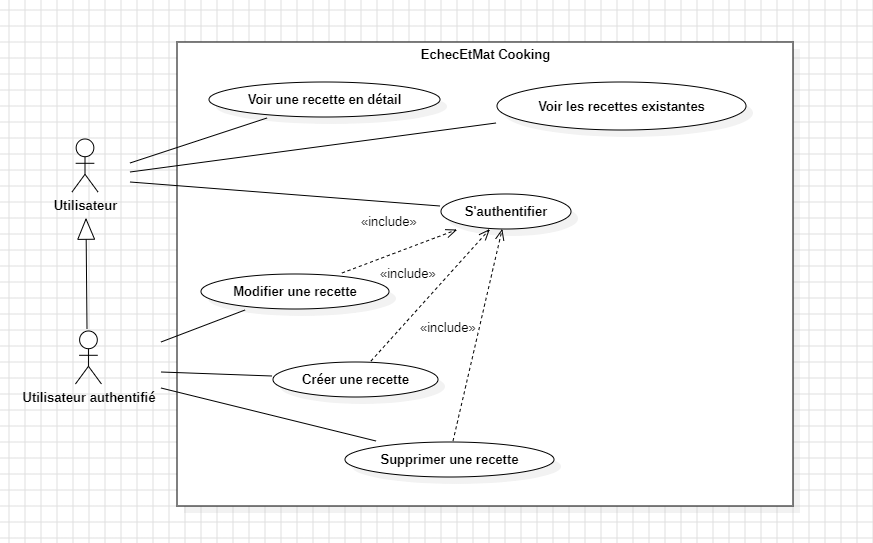 EchecEtMat Cooking
Voir une recette en détail
Voir les recettes existantes
Utilisateur
S'authentifier
«include»
«include»
Modifier une recette
«include»
Créer une recette
Utilisateur authentifié
Supprimer une recette